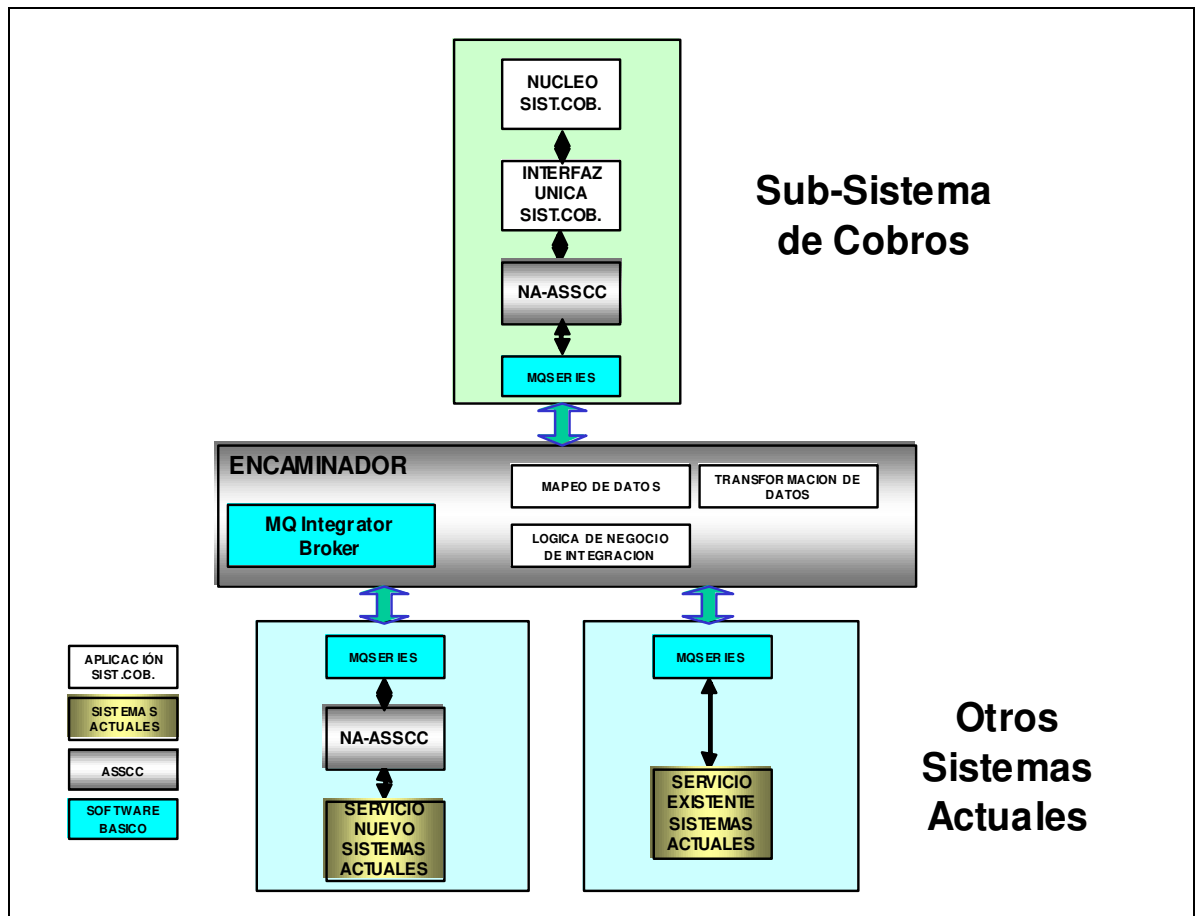 NUCLEO
SIST.COB.
INTERFAZ
UNICA
SIST.COB.
NA-ASSCC
MQSERIES
Sub-Sistema
de Cobros
ENCAMINADOR
MQ Integrator
Broker
MAPEO DE DATOS
TRANSFORMACION DE
DATOS
LOGICA DE NEGOCIO
DE INTEGRACION
APLICACIÓN
SIST.COB.
SISTEMAS
ACTUALES
ASSCC
SOFTWARE
BASICO
MQSERIES
NA-ASSCC
SERVICIO
NUEVO
SISTEMAS
ACTUALES
MQSERIES
SERVICIO
EXISTENTE
SISTEMAS
ACTUALES
Otros
Sistemas
Actuales